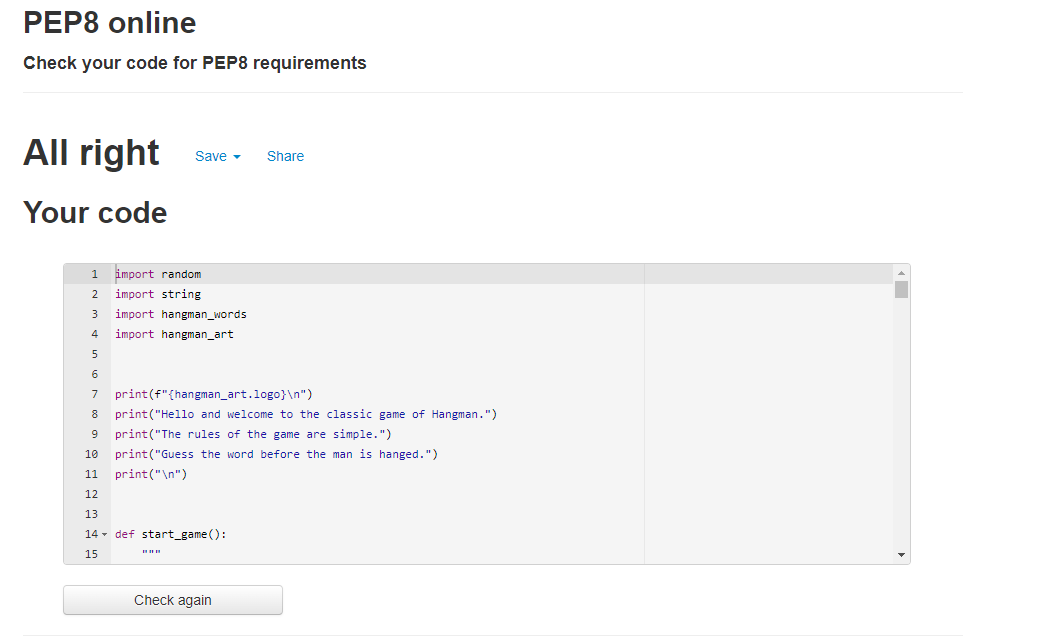 PEP8 online
Check your code for PEP8 requirements
All right Save Share
Your code
1 import random
2 import string
3 import hangman_words
4 import hangman_art
5
6
7 print(f"{hangman_art.logo}\n")
8 print("Hello and welcome to the classic game of Hangman.")
9 print("The rules of the game are simple.")
10 print("Guess the word before the man is hanged.")
11 print("\n")
12
13
14 def start_game():
15     """
Check again